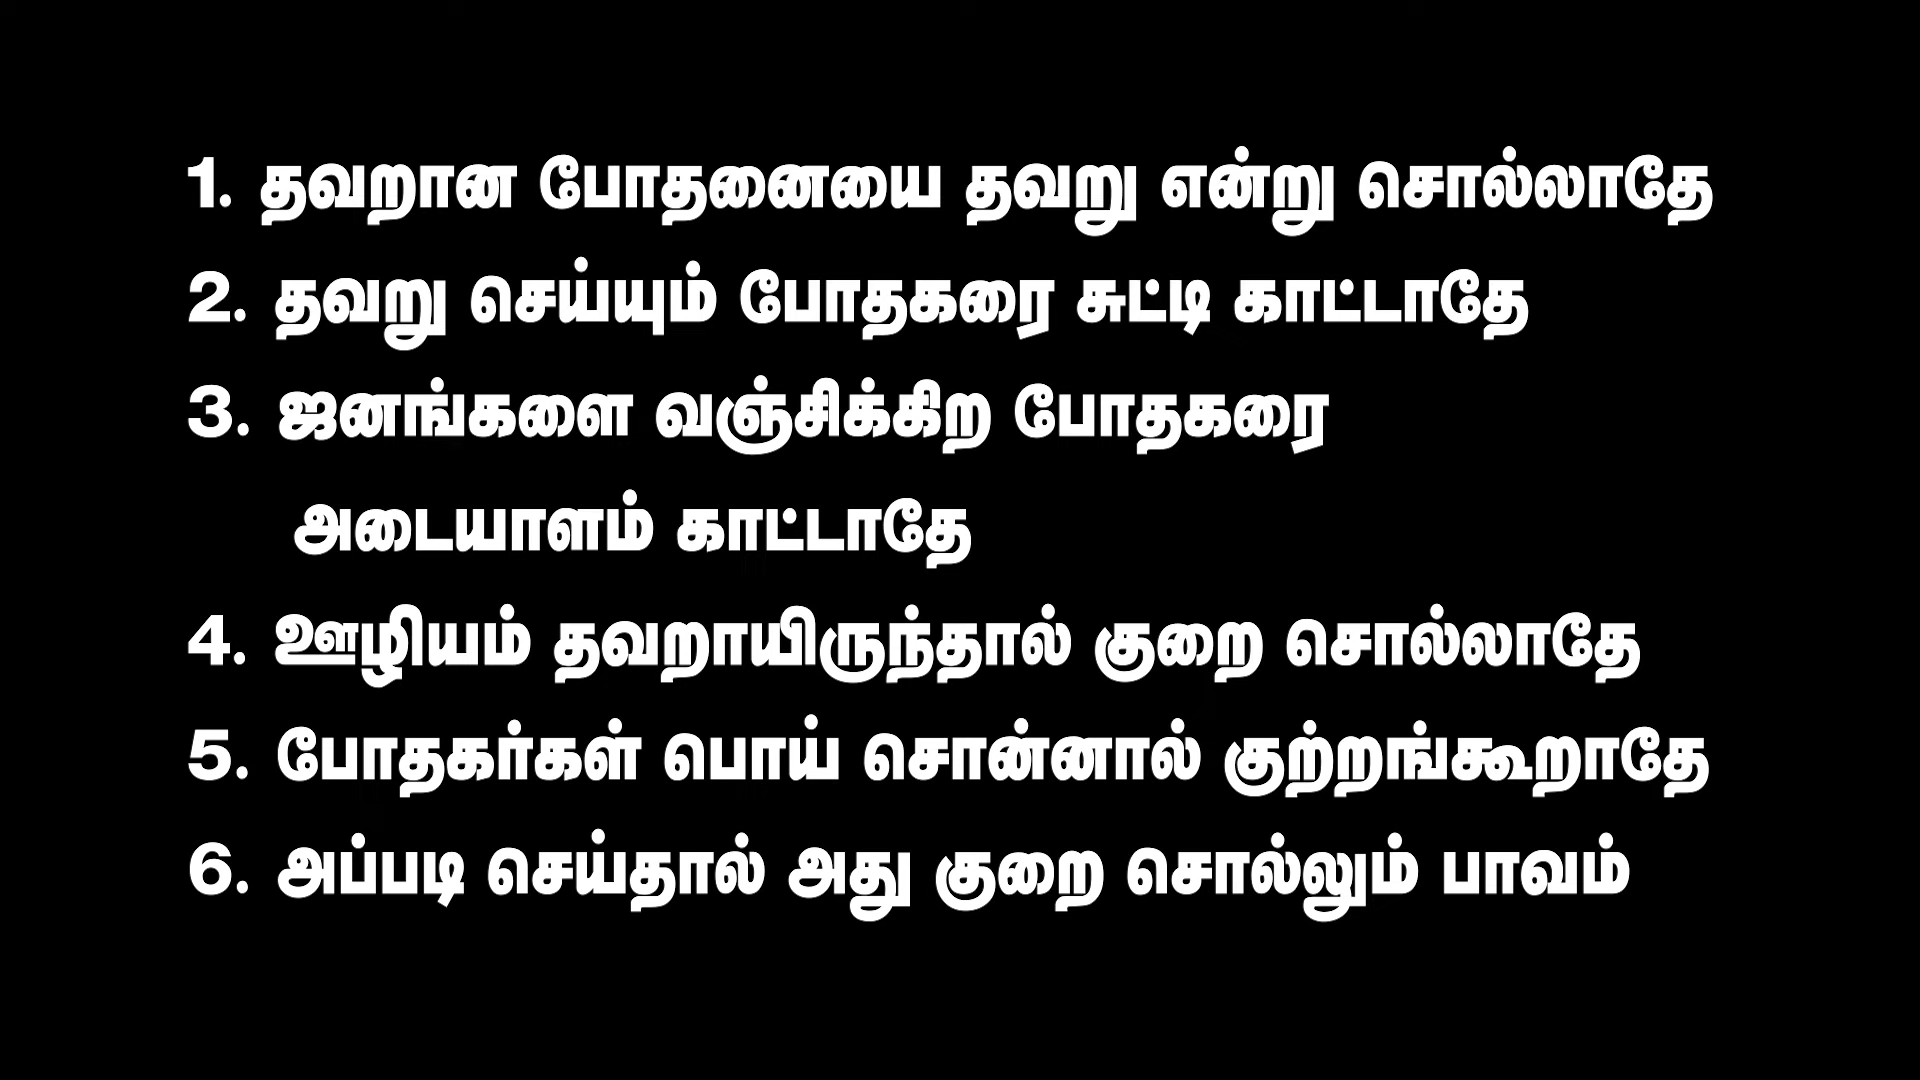 1. தவறான போதனையை தவறு என்று சொல்லாதே
2. தவறு செய்யும் போதகரை சுட்டி காட்டாதே
3. ஜனங்களை வஞ்சிக்கிற போதகரை
அடையாளம் காட்டாதே
4. ஊழியம் தவறாயிருந்தால் குறை சொல்லாதே
5. போதகர்கள் பொய் சொன்னால் குற்றங்கூறாதே
6. அப்படி செய்தால் அது குறை சொல்லும் பாவம்